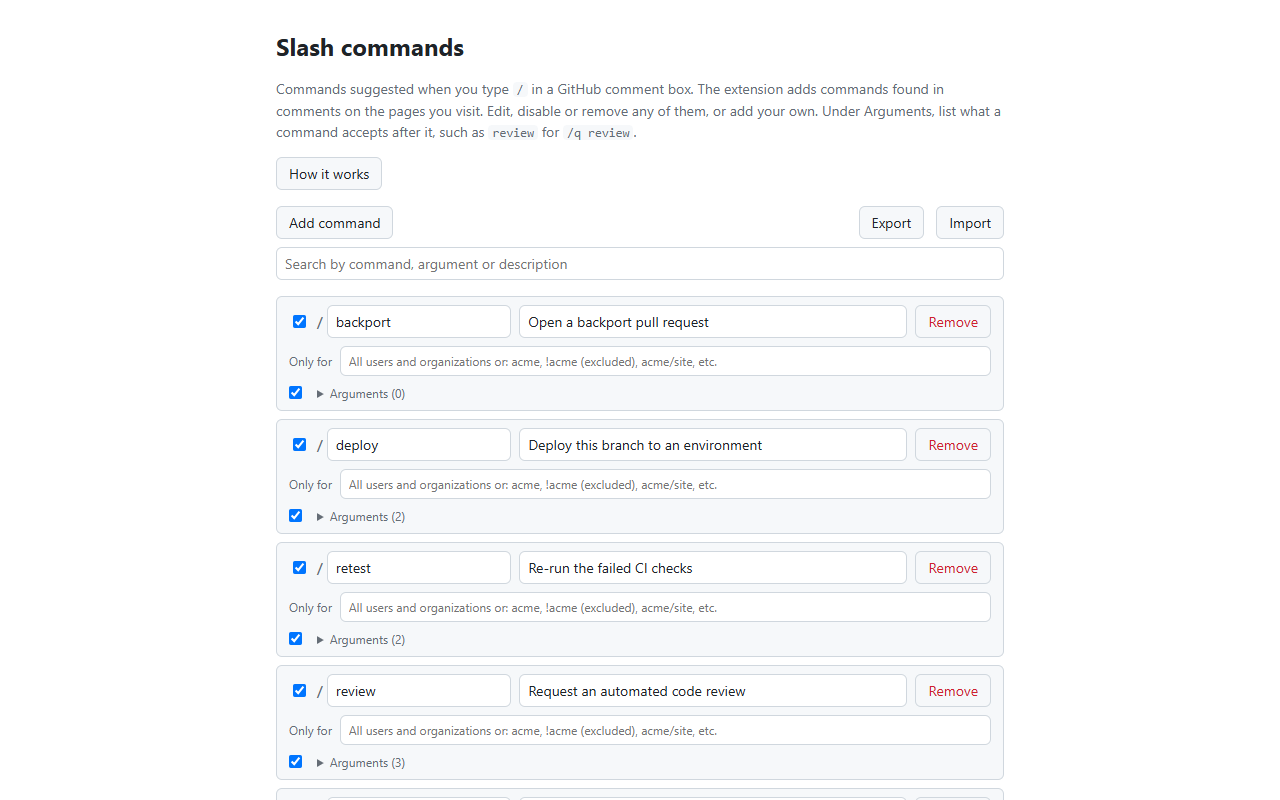 Slash commands
Commands suggested when you type / in a GitHub comment box. The extension adds commands found in
comments on the pages you visit. Edit, disable or remove any of them, or add your own. Under Arguments, list what a
command accepts after it, such as review for /q review.
How it works
Add command Export Import
Search by command, argument or description
/ backport Open a backport pull request Remove
Only for All users and organizations or: acme, !acme (excluded), acme/site, etc.
Arguments (0)
/ deploy Deploy this branch to an environment Remove
Only for All users and organizations or: acme, !acme (excluded), acme/site, etc.
Arguments (2)
/ retest Re-run the failed CI checks Remove
Only for All users and organizations or: acme, !acme (excluded), acme/site, etc.
Arguments (2)
/ review Request an automated code review Remove
Only for All users and organizations or: acme, !acme (excluded), acme/site, etc.
Arguments (3)